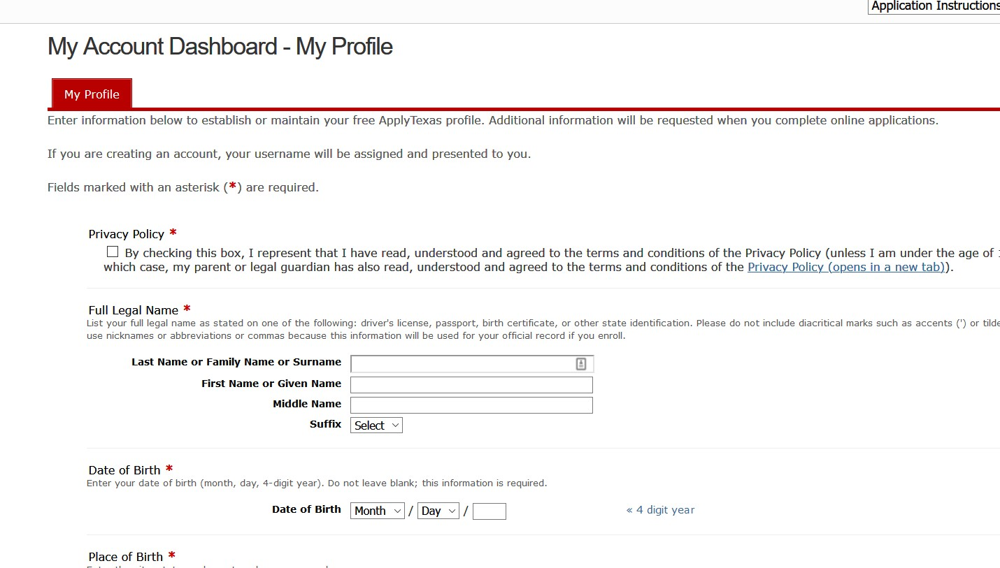 Application Instructions
My Account Dashboard - My Profile
My Profile
Enter information below to establish or maintain your free ApplyTexas profile. Additional information will be requested when you complete online applications.
If you are creating an account, your username will be assigned and presented to you.
Fields marked with an asterisk (*) are required.
Privacy Policy *
By checking this box, I represent that I have read, understood and agreed to the terms and conditions of the Privacy Policy (unless I am under the age of
which case, my parent or legal guardian has also read, understood and agreed to the terms and conditions of the Privacy Policy (opens in a new tab)).
Full Legal Name *
List your full legal name as stated on one of the following: driver's license, passport, birth certificate, or other state identification. Please do not include diacritical marks such as accents (') or tilde
use nicknames or abbreviations or commas because this information will be used for your official record if you enroll.
Last Name or Family Name or Surname
First Name or Given Name
Middle Name
Suffix Select
Date of Birth *
Enter your date of birth (month, day, 4-digit year). Do not leave blank; this information is required.
Date of Birth Month / Day / « 4 digit year
Place of Birth *